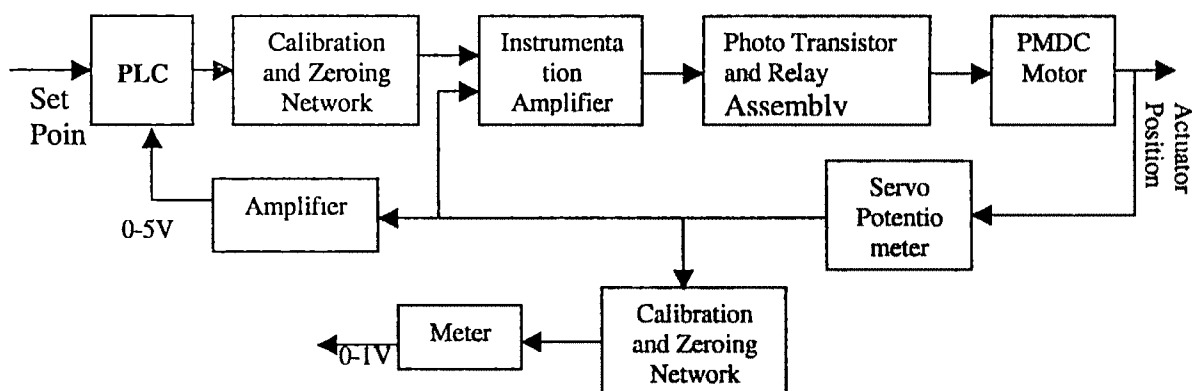 PLC
Calibration
and Zeroing
Network
Instrumenta
tion
Amplifier
Photo Transistor
and Relay
Assembly
PMDC
Motor
Set
Poin
Actuator
Position
Amplifier
0-5V
Servo
Potentio
meter
Meter
0-1V
Calibration
and Zeroing
Network